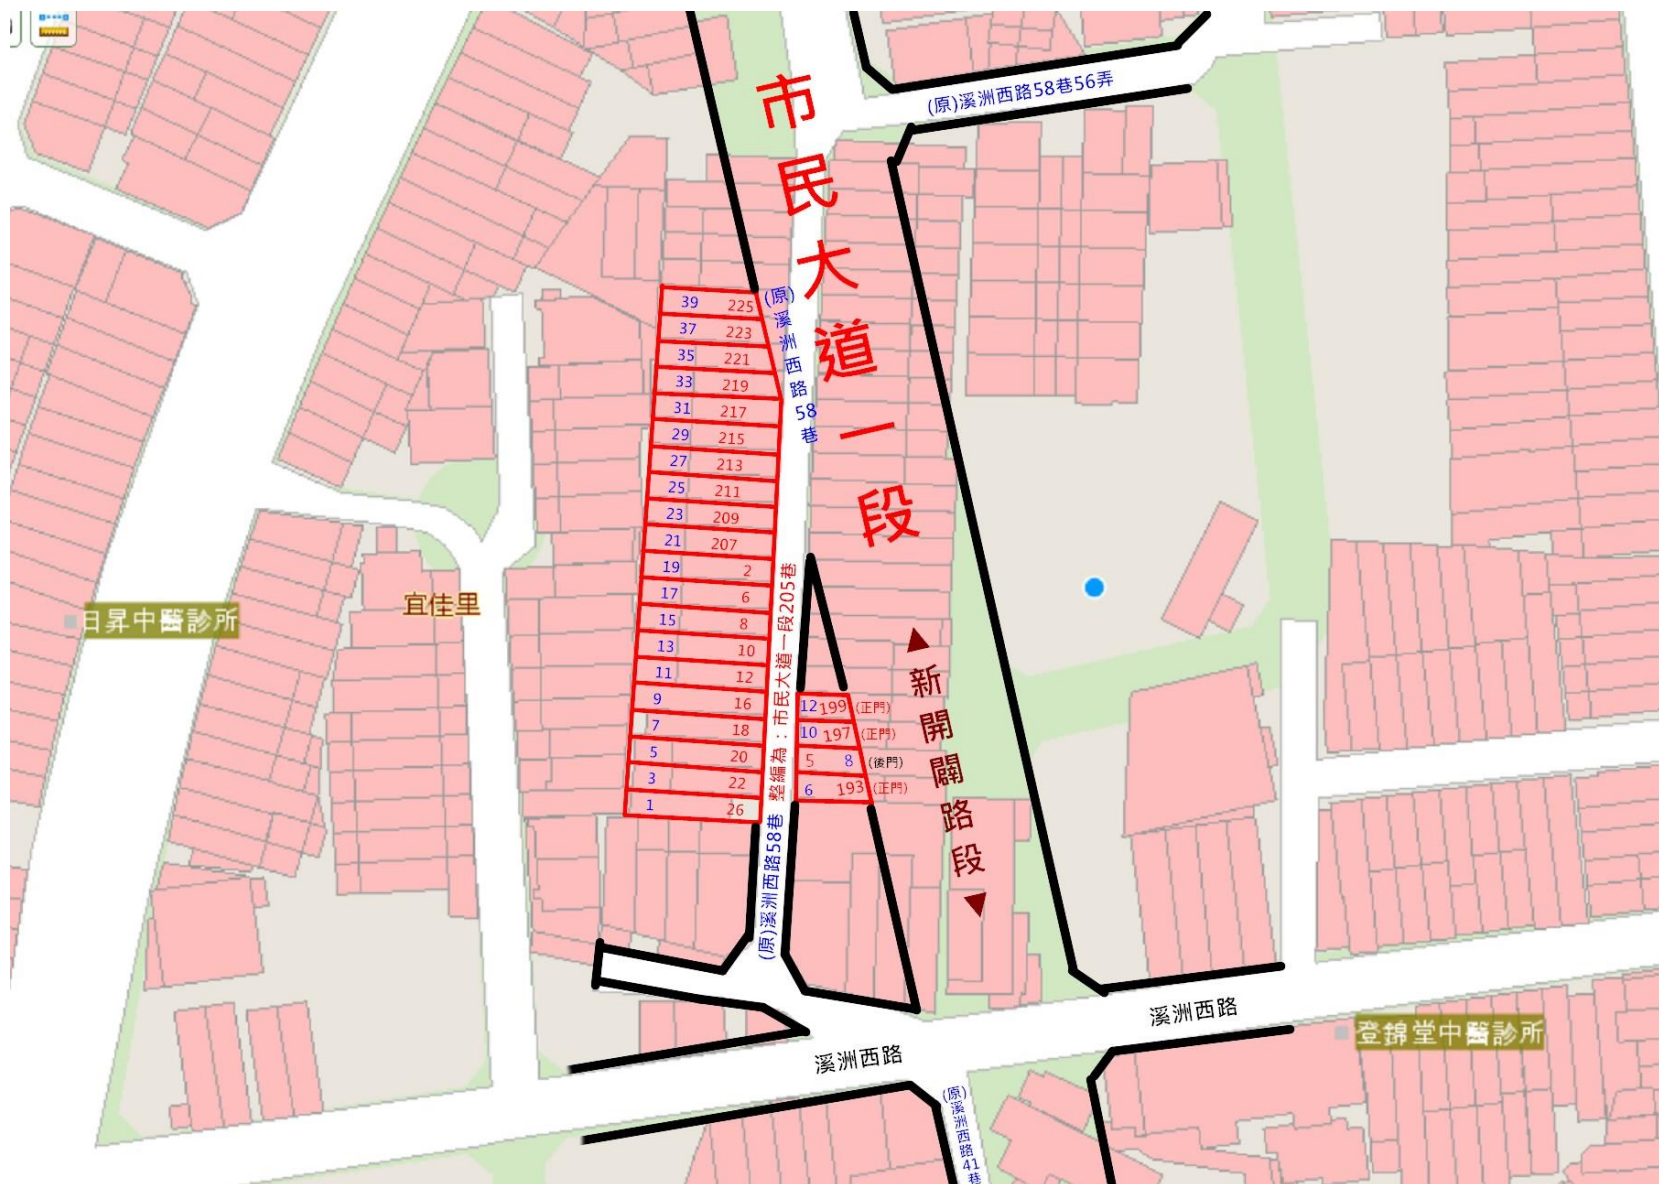 市民大道一段
(原)溪洲西路58巷56弄
(原)溪洲西路58巷
39 225
37 223
35 221
33 219
31 217
29 215
27 213
25 211
23 209
21 207
19 2
17 6
15 8
13 10
11 12
9 16
7 18
5 20
3 22
1 26
(原)溪洲西路58巷 整編為：市民大道一段205巷
12 199 (正門)
10 197 (正門)
5 8 (後門)
6 193 (正門)
▲新開闢路段▼
宜佳里
日昇中醫診所
溪洲西路
溪洲西路
登錦堂中醫診所
(原)溪洲西路41巷